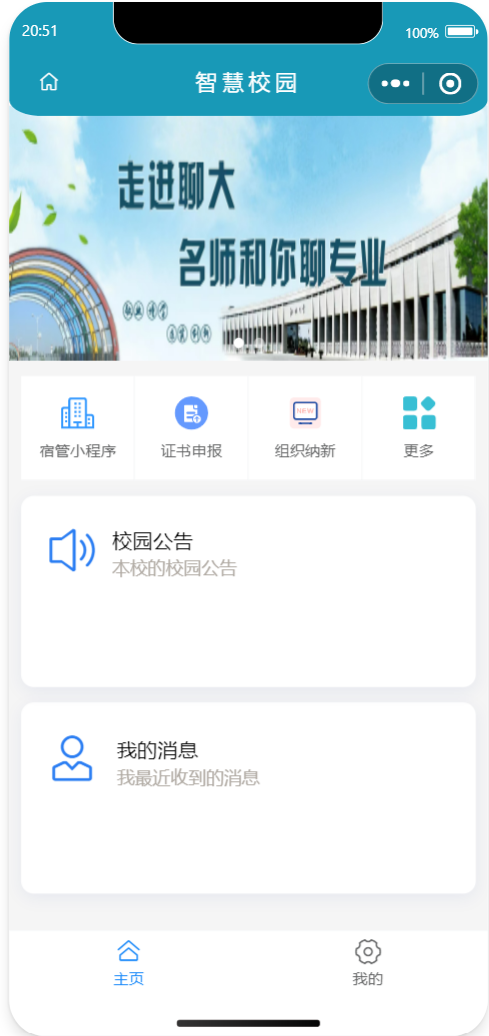 20:51
100%
智慧校园
走进聊大
名师和你聊专业
宿管小程序
证书申报
NEW
组织纳新
更多
校园公告
本校的校园公告
我的消息
我最近收到的消息
主页
我的